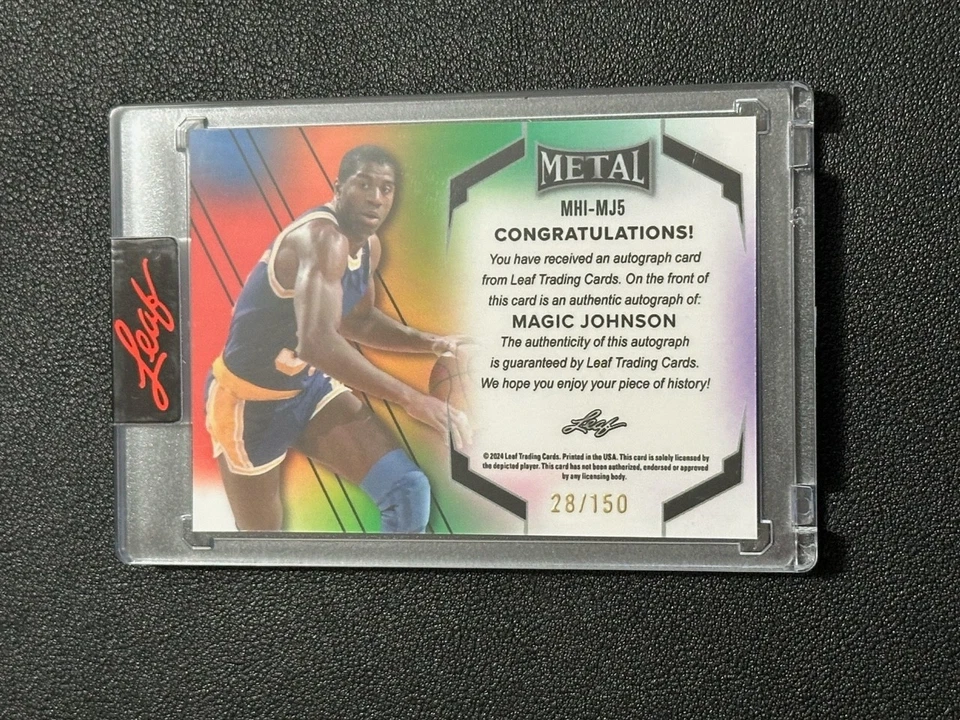 Leaf
METAL
MHI-MJ5
CONGRATULATIONS!
You have received an autograph card
from Leaf Trading Cards. On the front of
this card is an authentic autograph of:
MAGIC JOHNSON
The authenticity of this autograph
is guaranteed by Leaf Trading Cards.
We hope you enjoy your piece of history!
Leaf
© 2024 Leaf Trading Cards. Printed in the USA. This card is solely licensed by
the depicted player. This card has not been authorized, endorsed or approved
by any licensing body.
28/150